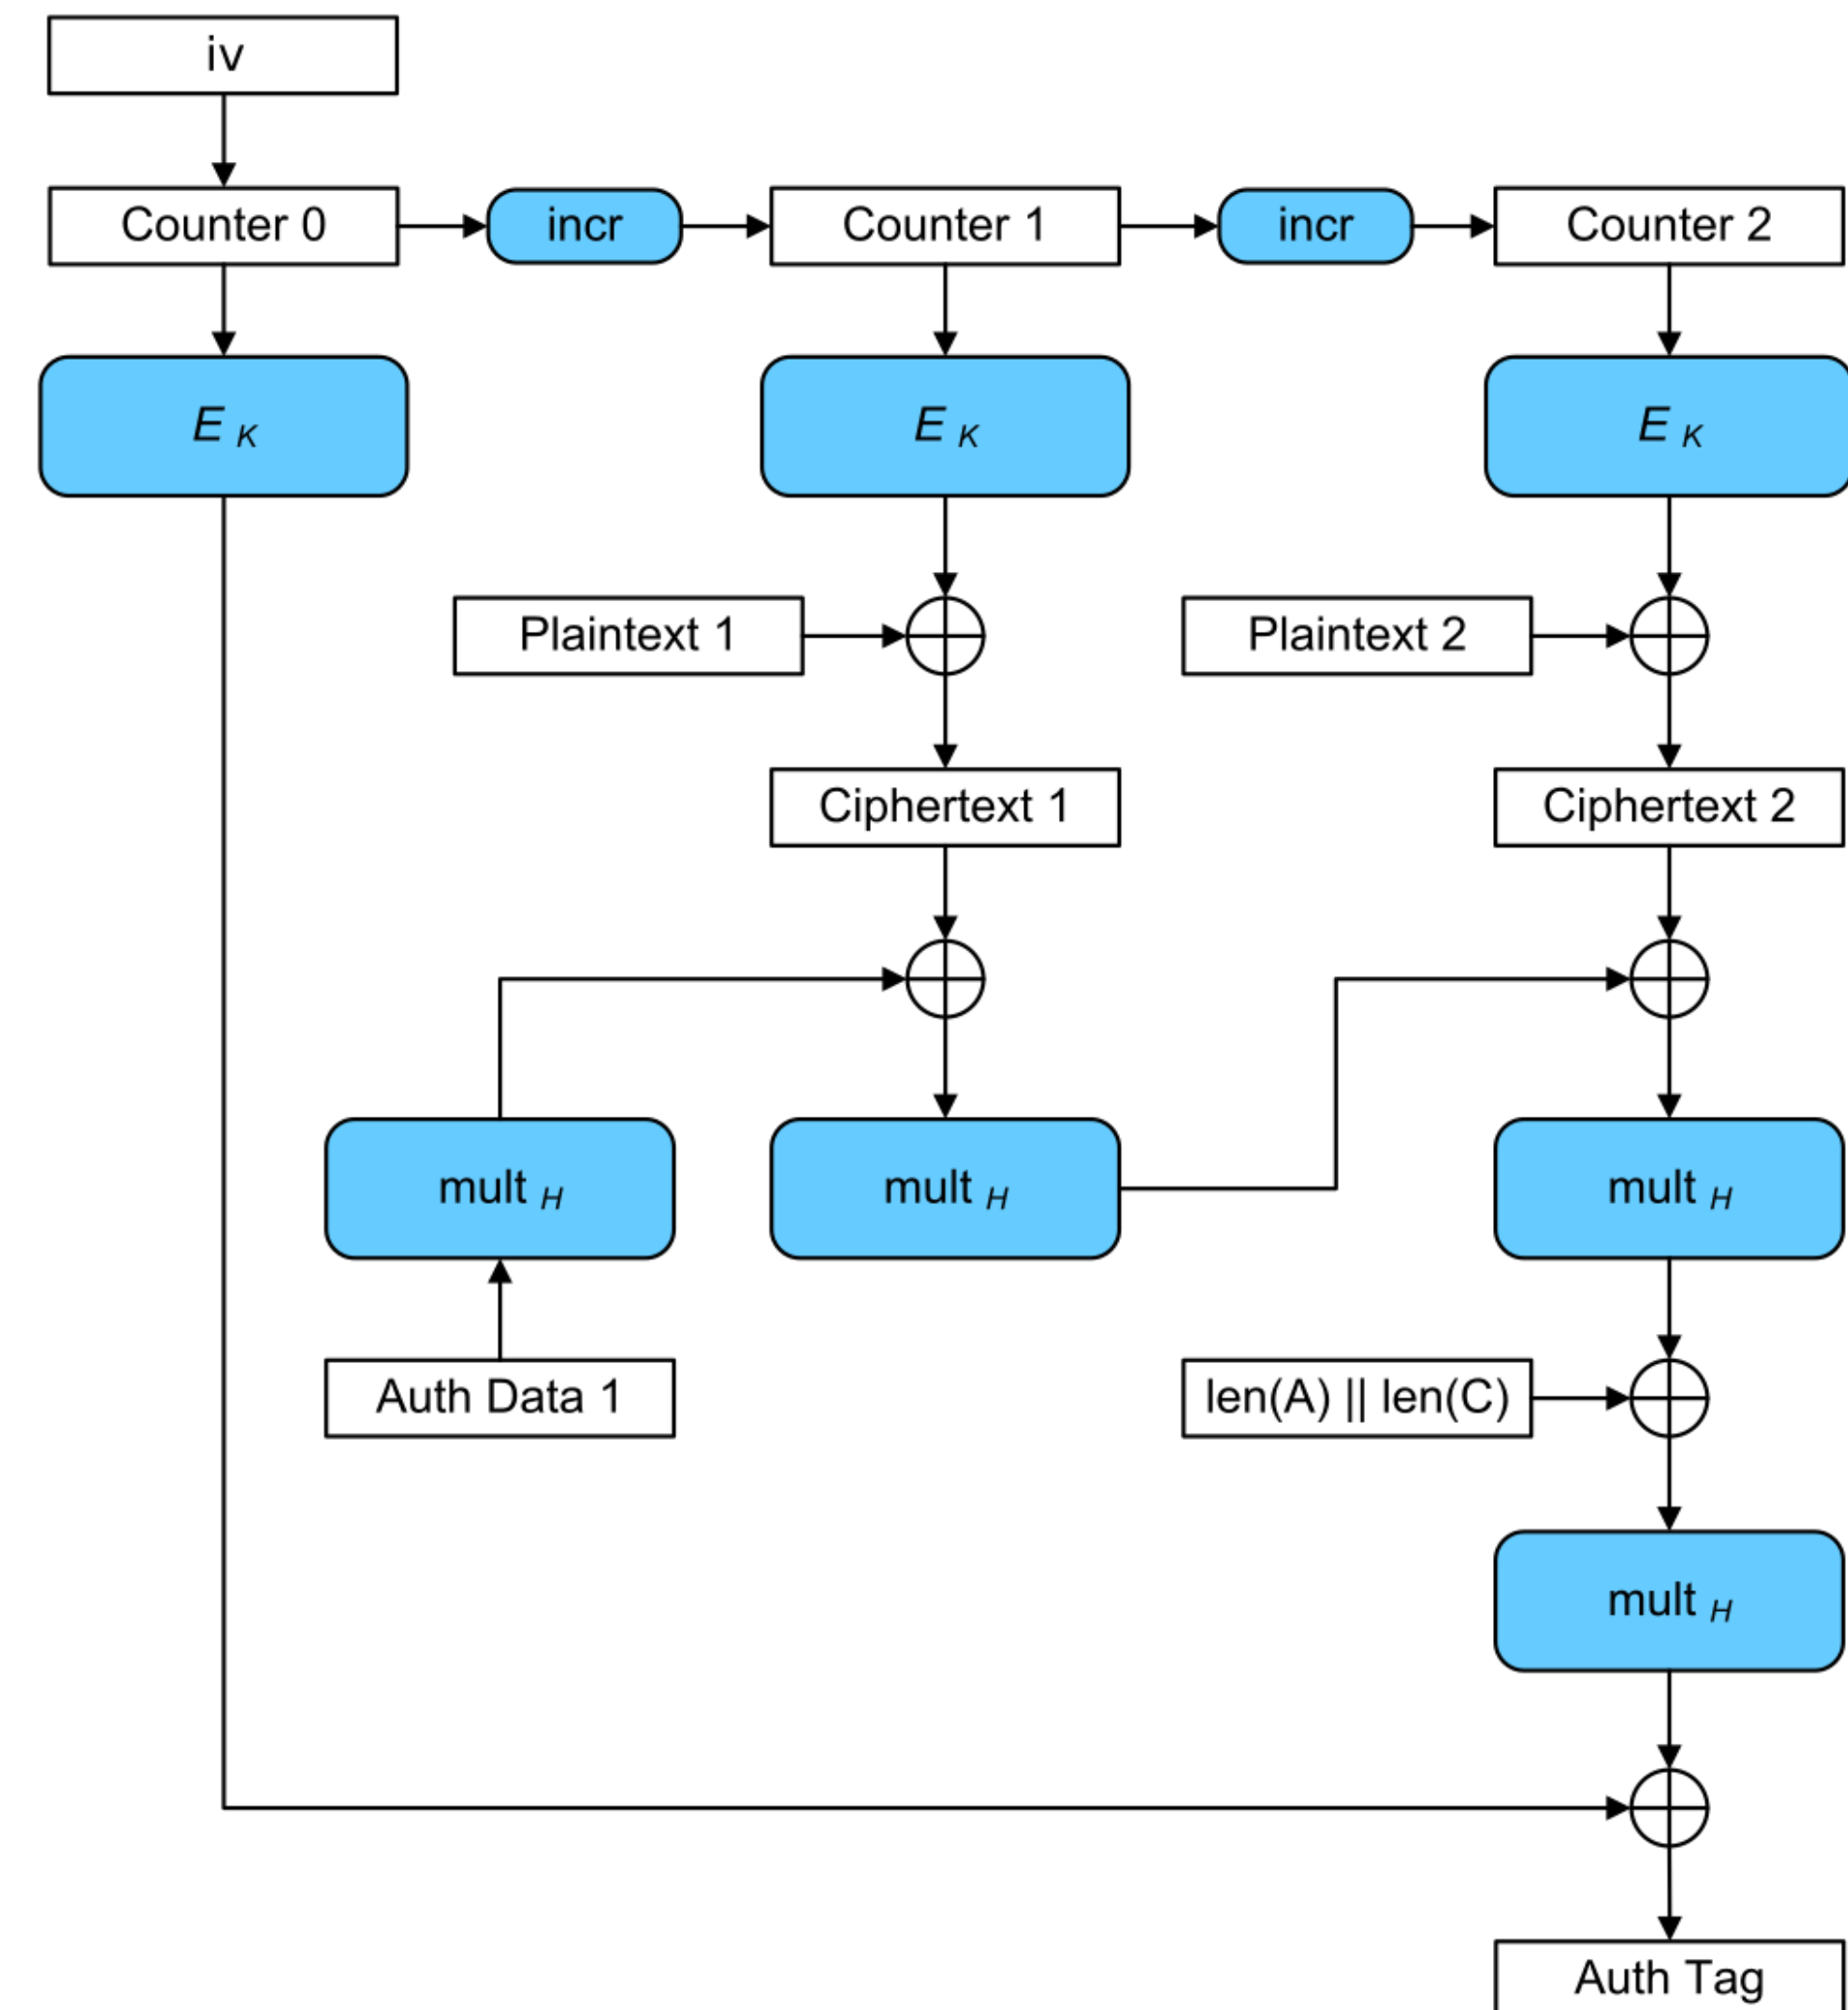 iv
Counter 0
incr
Counter 1
incr
Counter 2
E K
E K
E K
Plaintext 1
Plaintext 2
Ciphertext 1
Ciphertext 2
mult H
mult H
mult H
Auth Data 1
len(A) || len(C)
mult H
Auth Tag